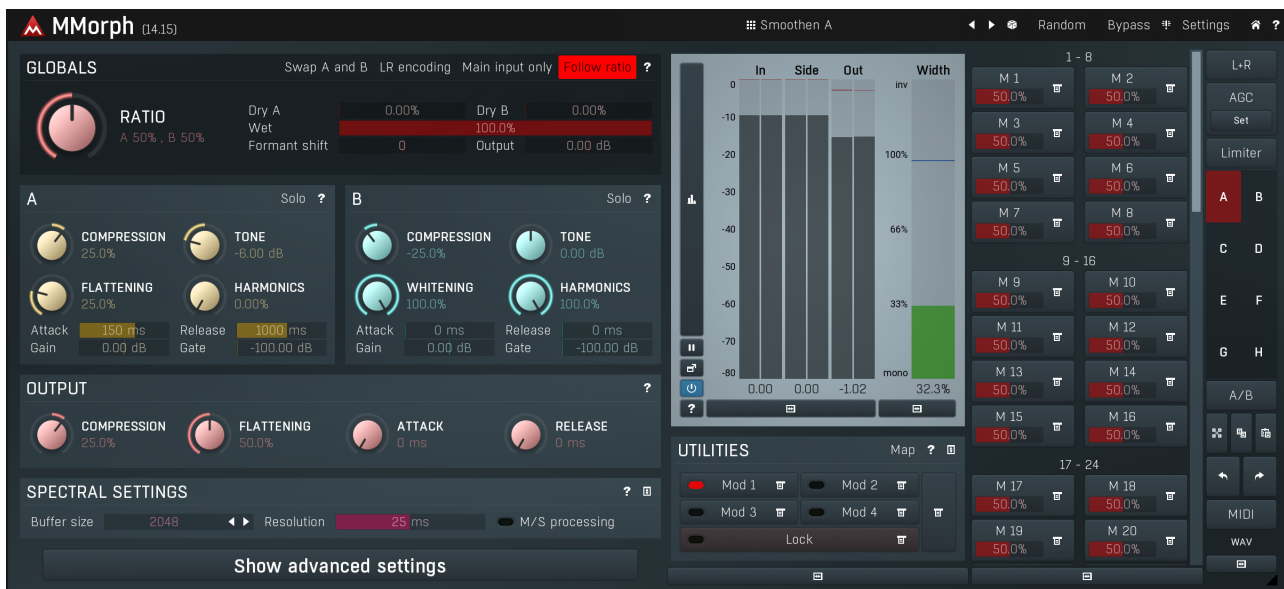 MMorph (14.15) Smoothen A Random Bypass Settings ?
GLOBALS Swap A and B LR encoding Main input only Follow ratio ?
RATIO
A 50% , B 50%
Dry A 0.00% Dry B 0.00%
Wet 100.0%
Formant shift 0 Output 0.00 dB
A Solo ?
COMPRESSION
25.0%
TONE
-6.00 dB
FLATTENING
25.0%
HARMONICS
0.00%
Attack 150 ms Release 1000 ms
Gain 0.00 dB Gate -100.00 dB
B Solo ?
COMPRESSION
-25.0%
TONE
0.00 dB
WHITENING
100.0%
HARMONICS
100.0%
Attack 0 ms Release 0 ms
Gain 0.00 dB Gate -100.00 dB
OUTPUT ?
COMPRESSION
25.0%
FLATTENING
50.0%
ATTACK
0 ms
RELEASE
0 ms
SPECTRAL SETTINGS ?
Buffer size 2048 Resolution 25 ms M/S processing
Show advanced settings
In Side Out Width
0 inv
-10
-20 100%
-30
-40 66%
-50
-60 33%
-70
-80 mono
0.00 0.00 -1.02 32.3%
?
UTILITIES Map ?
Mod 1 Mod 2
Mod 3 Mod 4
Lock
1 - 8
M 1 M 2
50.0% 50.0%
M 3 M 4
50.0% 50.0%
M 5 M 6
50.0% 50.0%
M 7 M 8
50.0% 50.0%
9 - 16
M 9 M 10
50.0% 50.0%
M 11 M 12
50.0% 50.0%
M 13 M 14
50.0% 50.0%
M 15 M 16
50.0% 50.0%
17 - 24
M 17 M 18
50.0% 50.0%
M 19 M 20
50.0% 50.0%
L+R
AGC
Set
Limiter
A B
C D
E F
G H
A/B
MIDI
WAV